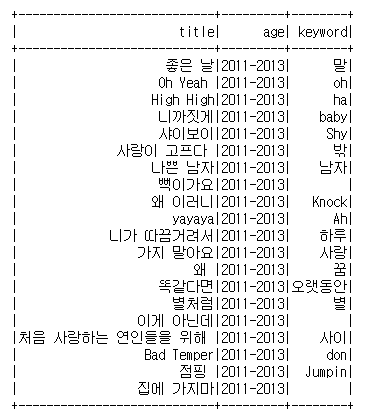 title| age| keyword|
좋은 날|2011-2013| 말|
Oh Yeah |2011-2013| oh|
High High|2011-2013| ha|
니까짓게|2011-2013| baby|
샤이보이|2011-2013| Shy|
사랑이 고프다 |2011-2013| 밖|
나쁜 남자|2011-2013| 남자|
빽이가요|2011-2013| |
왜 이러니|2011-2013| Knock|
yayaya|2011-2013| Ah|
니가 따끔거려서|2011-2013| 하루|
가지 말아요|2011-2013| 사랑|
왜 |2011-2013| 꿈|
똑같다면|2011-2013|오랫동안|
별처럼|2011-2013| 별|
이게 아닌데|2011-2013| |
처음 사랑하는 연인들을 위해 |2011-2013| 사이|
Bad Temper|2011-2013| don|
점핑 |2011-2013| Jumpin|
집에 가지마|2011-2013| |